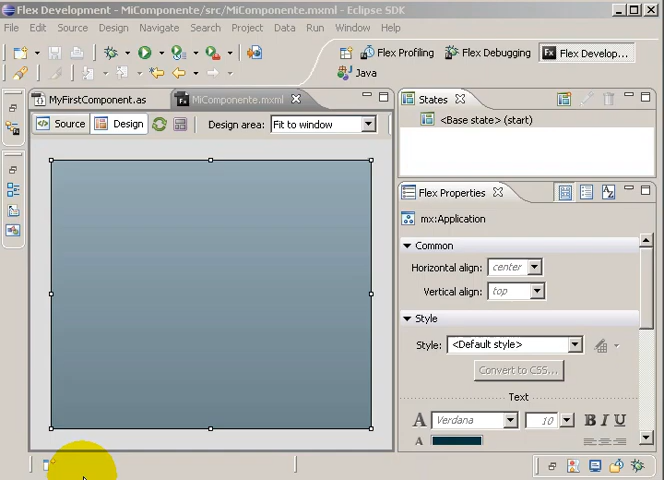 Flex Development - MiComponente/src/MiComponente.mxml - Eclipse SDK
File Edit Source Design Navigate Search Project Data Run Window Help
Flex Profiling Flex Debugging Flex Develop...
Java
MyFirstComponent.as MiComponente.mxml
Source Design Design area: Fit to window
States
<Base state> (start)
Flex Properties
mx:Application
Common
Horizontal align: center
Vertical align: top
Style
Style: <Default style>
Convert to CSS...
Text
A Verdana 10 B I U
A